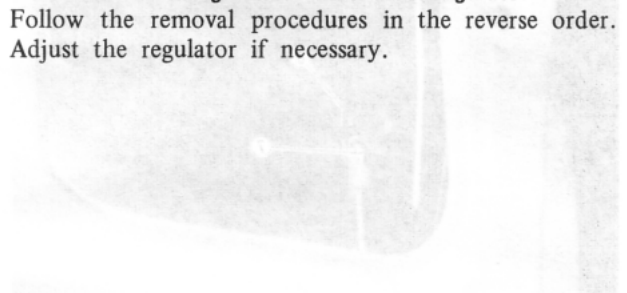 Follow the removal procedures in the reverse order.
Adjust the regulator if necessary.